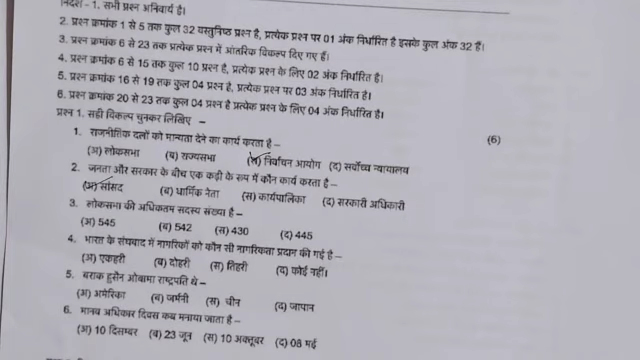 निर्देश - 1. सभी प्रश्न अनिवार्य है।
2. प्रश्न क्रमांक 1 से 5 तक कुल 32 वस्तुनिष्ठ प्रश्न है, प्रत्येक प्रश्न पर 01 अंक निर्धारित है इसके कुल अंक 32 हैं।
3. प्रश्न क्रमांक 6 से 23 तक प्रत्येक प्रश्न में आंतरिक विकल्प दिए गए हैं।
4. प्रश्न क्रमांक 6 से 15 तक कुल 10 प्रश्न है, प्रत्येक प्रश्न के लिए 02 अंक निर्धारित है।
5. प्रश्न क्रमांक 16 से 19 तक कुल 04 प्रश्न है, प्रत्येक प्रश्न पर 03 अंक निर्धारित है।
6. प्रश्न क्रमांक 20 से 23 तक कुल 04 प्रश्न है प्रत्येक प्रश्न के लिए 04 अंक निर्धारित है।
प्रश्न 1. सही विकल्प चुनकर लिखिए – (6)
1. राजनीतिक दलों को मान्यता देने का कार्य करता है –
(अ) लोकसभा (ब) राज्यसभा (स) निर्वाचन आयोग (द) सर्वोच्च न्यायालय
2. जनता और सरकार के बीच एक कड़ी के रूप में कौन कार्य करता है –
(अ) सांसद (ब) धार्मिक नेता (स) कार्यपालिका (द) सरकारी अधिकारी
3. लोकसभा की अधिकतम सदस्य संख्या है –
(अ) 545 (ब) 542 (स) 430 (द) 445
4. भारत के संघवाद में नागरिकों को कौन सी नागरिकता प्रदान की गई है –
(अ) एकहरी (ब) दोहरी (स) तिहरी (द) कोई नहीं।
5. बराक हुसैन ओबामा राष्ट्रपति थे –
(अ) अमेरिका (ब) जर्मनी (स) चीन (द) जापान
6. मानव अधिकार दिवस कब मनाया जाता है –
(अ) 10 दिसम्बर (ब) 23 जून (स) 10 अक्टूबर (द) 08 मई